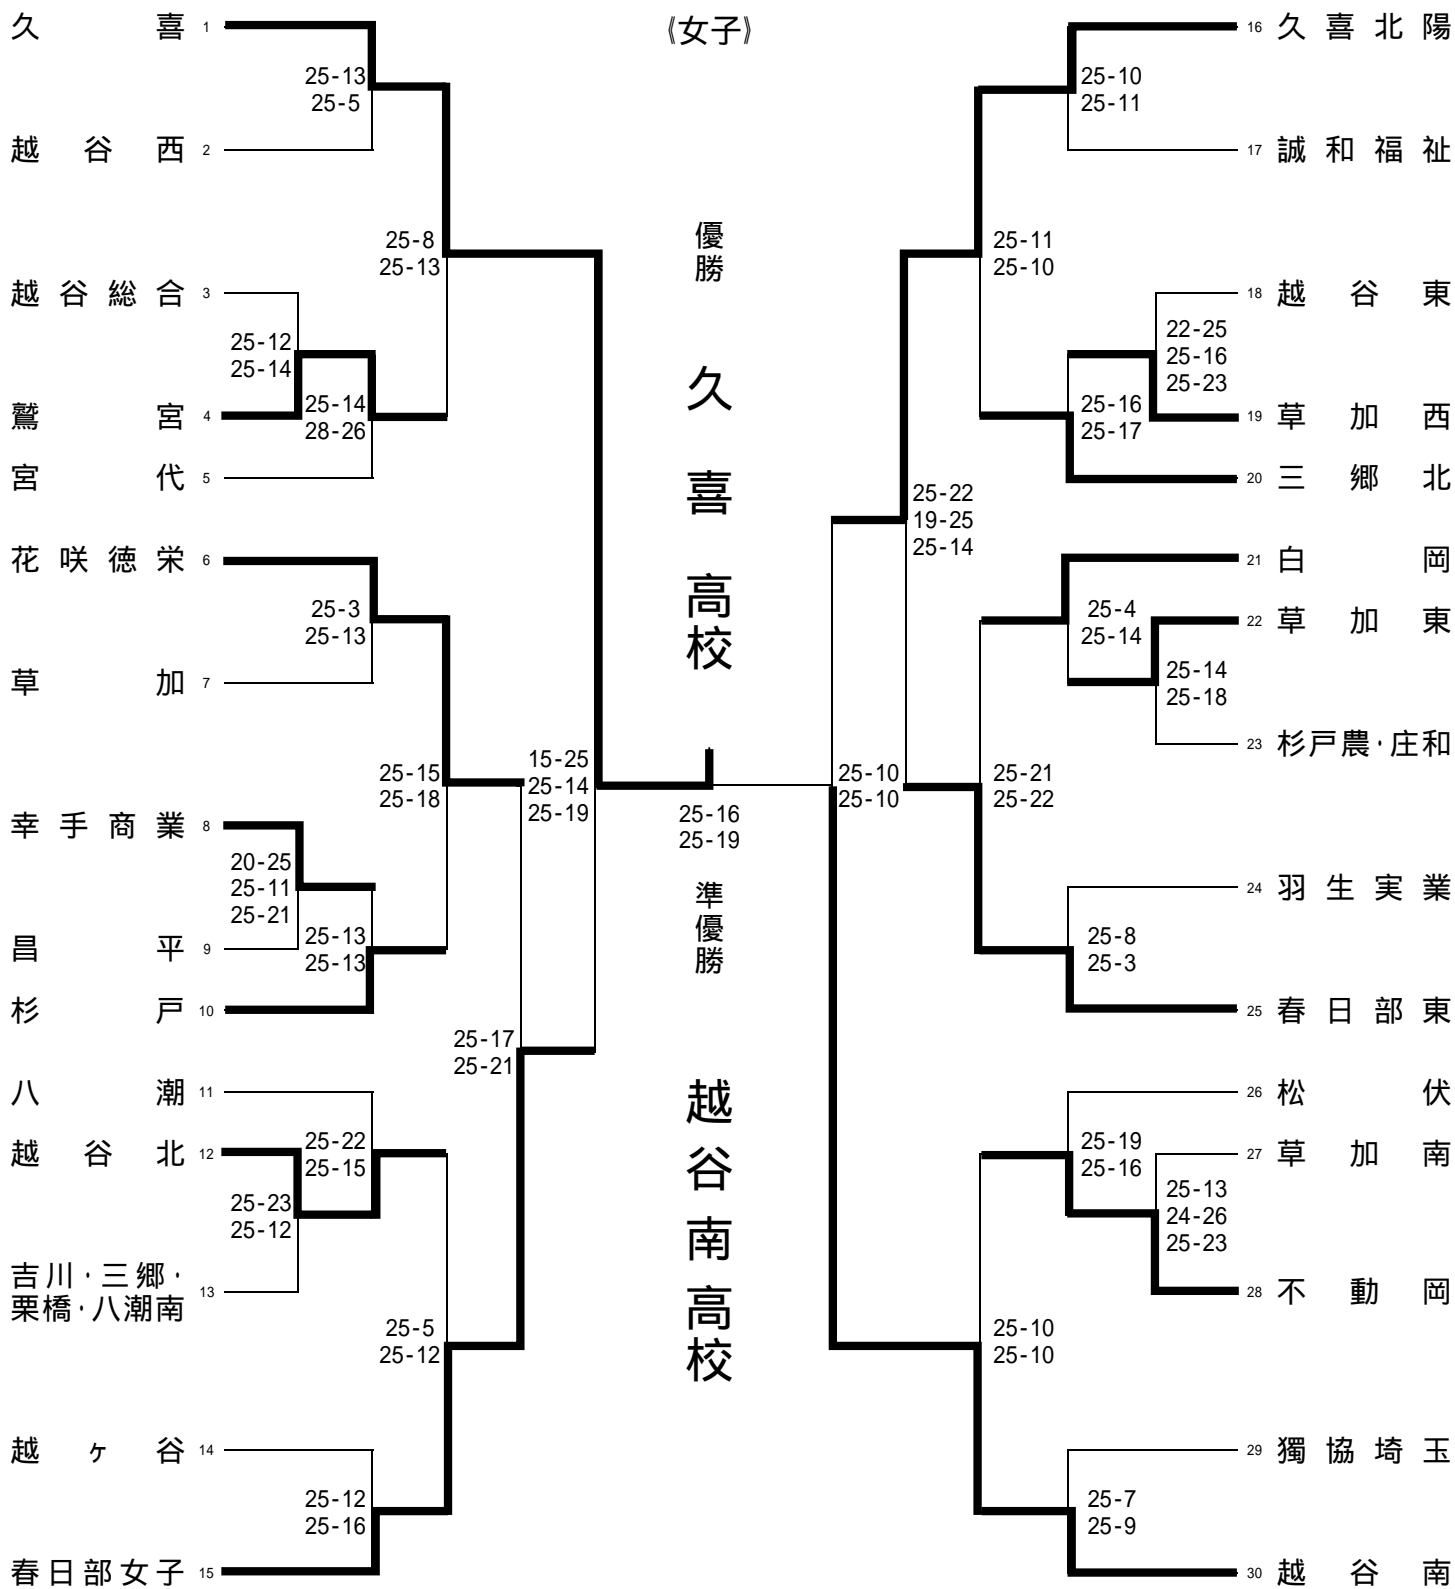 《女子》
久喜 1
25-13
25-5
越谷西 2
25-8
25-13
越谷総合 3
25-12
25-14
鷲宮 4
25-14
28-26
宮代 5
花咲徳栄 6
25-3
25-13
草加 7
25-15
25-18
幸手商業 8
20-25
25-11
25-21
昌平 9
25-13
25-13
杉戸 10
15-25
25-14
25-19
25-17
25-21
八潮 11
越谷北 12
25-22
25-15
25-23
25-12
吉川・三郷・
栗橋・八潮南 13
25-5
25-12
越ヶ谷 14
25-12
25-16
春日部女子 15
優勝
久喜高校
25-16
25-19
準優勝
越谷南高校
16 久喜北陽
25-10
25-11
17 誠和福祉
25-11
25-10
18 越谷東
22-25
25-16
25-23
19 草加西
25-16
25-17
20 三郷北
25-22
19-25
25-14
21 白岡
25-4
25-14
22 草加東
25-14
25-18
23 杉戸農・庄和
25-10
25-10
25-21
25-22
24 羽生実業
25-8
25-3
25 春日部東
26 松伏
25-19
25-16
27 草加南
25-13
24-26
25-23
28 不動岡
25-10
25-10
29 獨協埼玉
25-7
25-9
30 越谷南